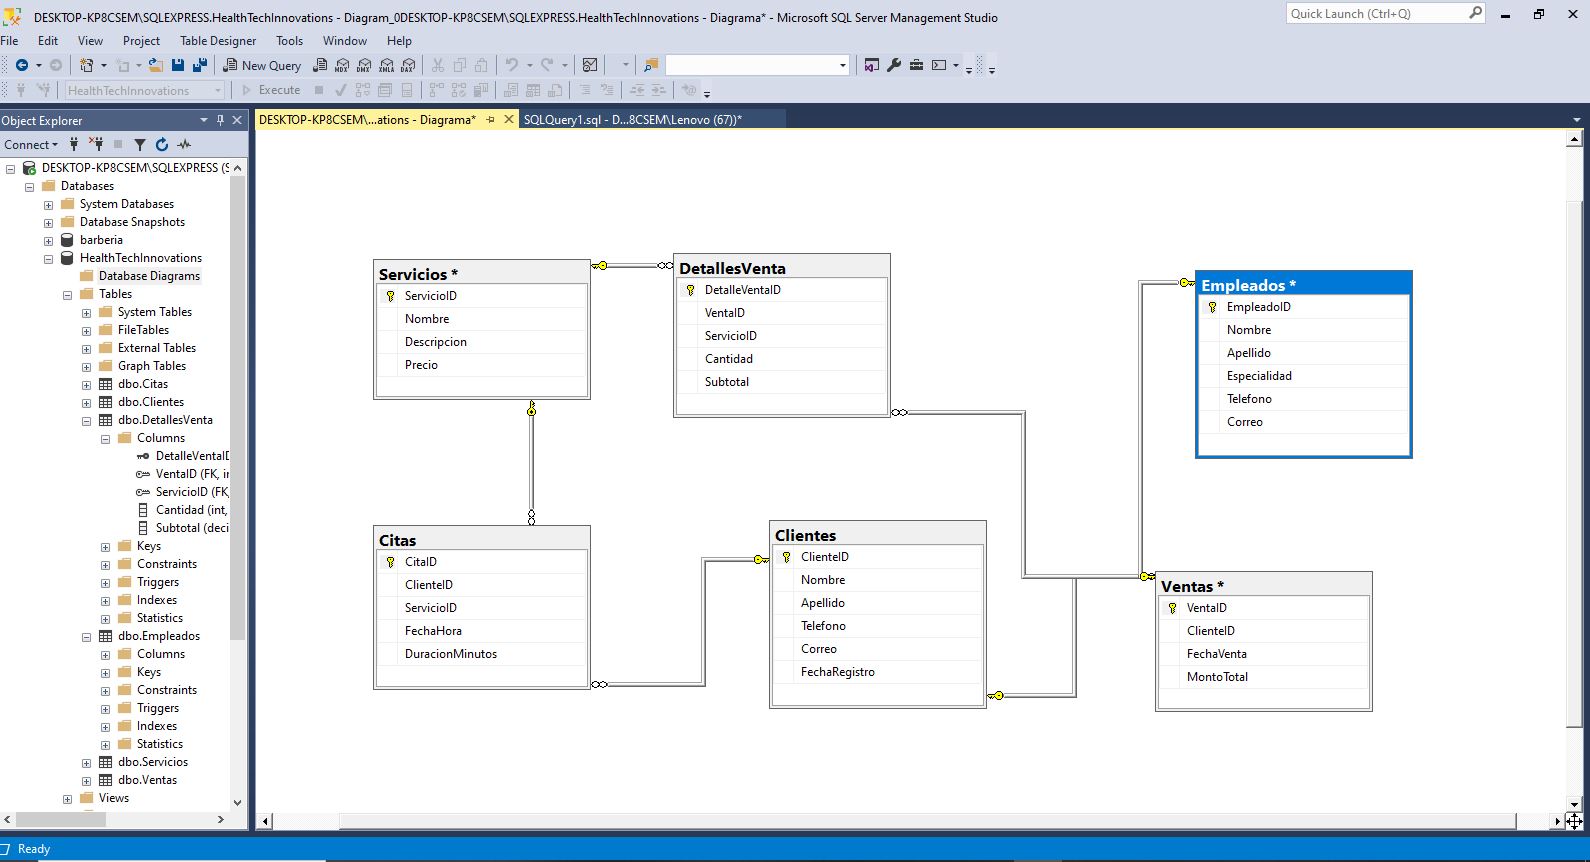 DESKTOP-KP8CSEM\SQLEXPRESS.HealthTechInnovations - Diagram_0DESKTOP-KP8CSEM\SQLEXPRESS.HealthTechInnovations - Diagrama* - Microsoft SQL Server Management Studio
Quick Launch (Ctrl+Q)
File Edit View Project Table Designer Tools Window Help
New Query
MDX DMX XMLA DAX
HealthTechInnovations
Execute
Object Explorer
Connect
DESKTOP-KP8CSEM\SQLEXPRESS (S
Databases
System Databases
Database Snapshots
barberia
HealthTechInnovations
Database Diagrams
Tables
System Tables
FileTables
External Tables
Graph Tables
dbo.Citas
dbo.Clientes
dbo.DetallesVenta
Columns
DetalleVentaID
VentaID (FK, in
ServicioID (FK,
Cantidad (int,
Subtotal (deci
Keys
Constraints
Triggers
Indexes
Statistics
dbo.Empleados
Columns
Keys
Constraints
Triggers
Indexes
Statistics
dbo.Servicios
dbo.Ventas
Views
DESKTOP-KP8CSEM\...ations - Diagrama*
SQLQuery1.sql - D...8CSEM\Lenovo (67))*
Servicios *
ServicioID
Nombre
Descripcion
Precio
DetallesVenta
DetalleVentaID
VentaID
ServicioID
Cantidad
Subtotal
Empleados *
EmpleadoID
Nombre
Apellido
Especialidad
Telefono
Correo
Citas
CitaID
ClienteID
ServicioID
FechaHora
DuracionMinutos
Clientes
ClienteID
Nombre
Apellido
Telefono
Correo
FechaRegistro
Ventas *
VentaID
ClienteID
FechaVenta
MontoTotal
Ready